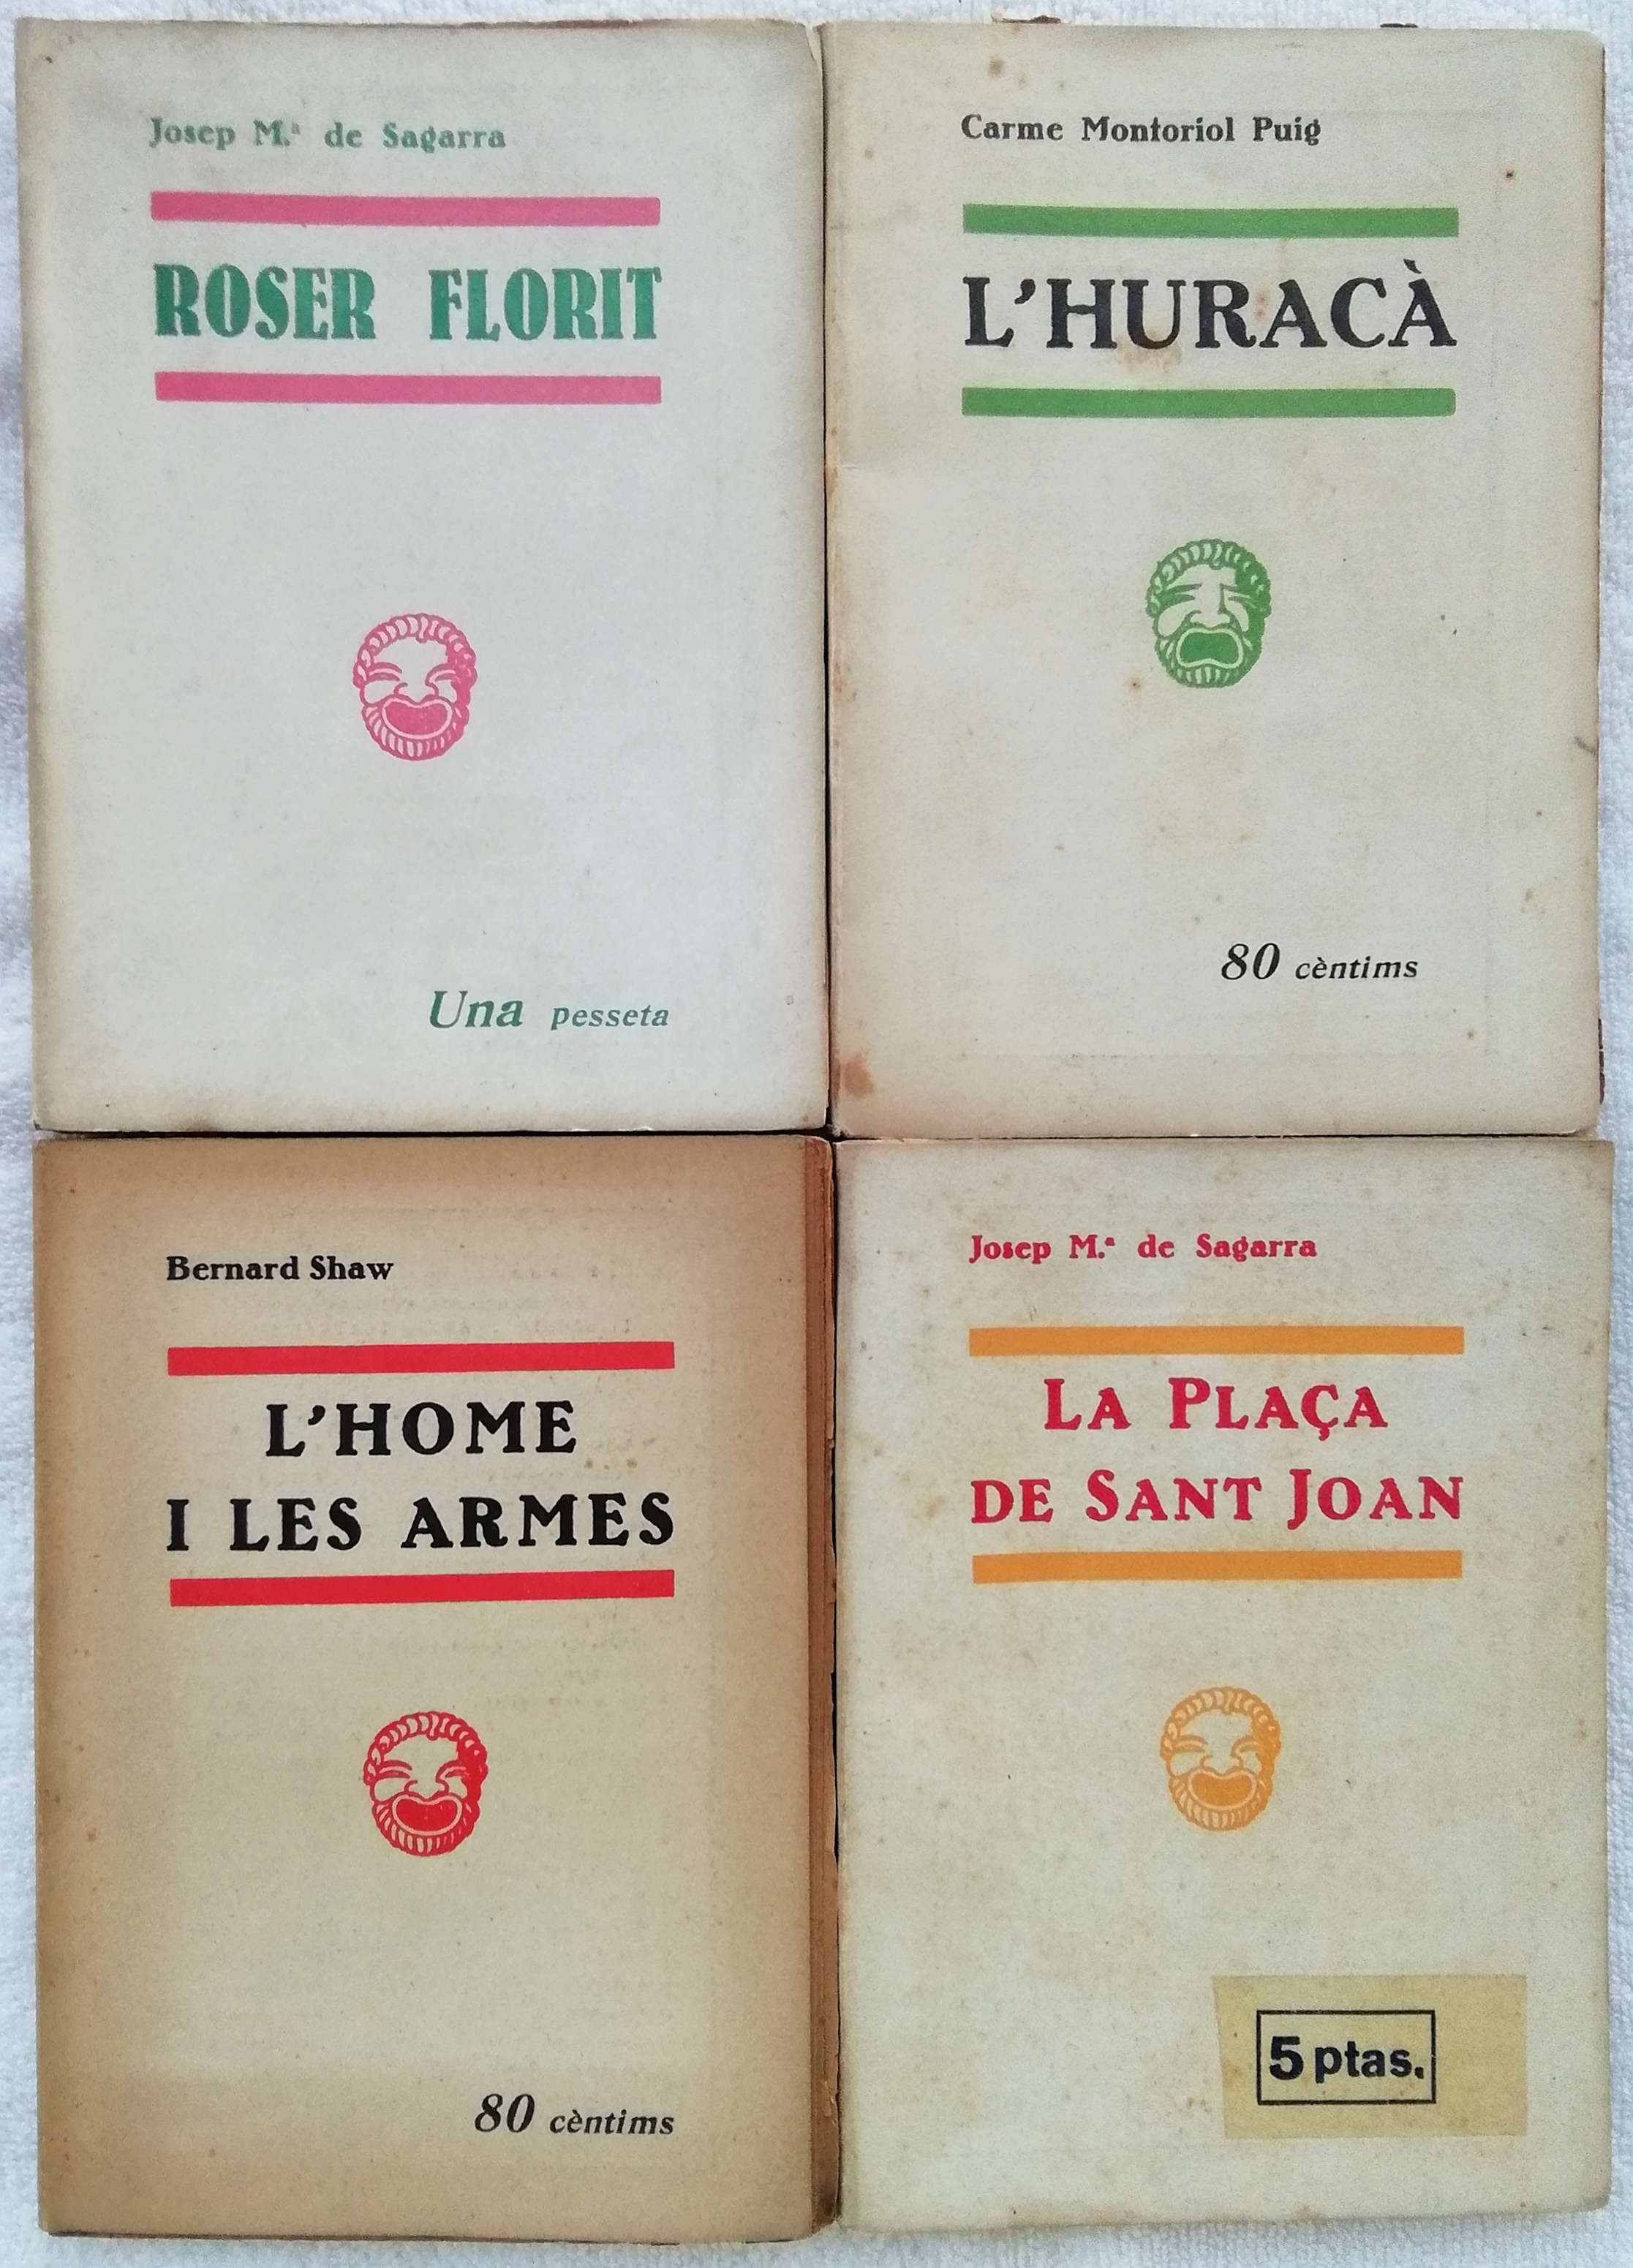 Josep M.ª de Sagarra
ROSER FLORIT
Una pesseta
Carme Montoriol Puig
L'HURACÀ
80 cèntims
Bernard Shaw
L'HOME
I LES ARMES
80 cèntims
Josep M.ª de Sagarra
LA PLAÇA
DE SANT JOAN
5 ptas.